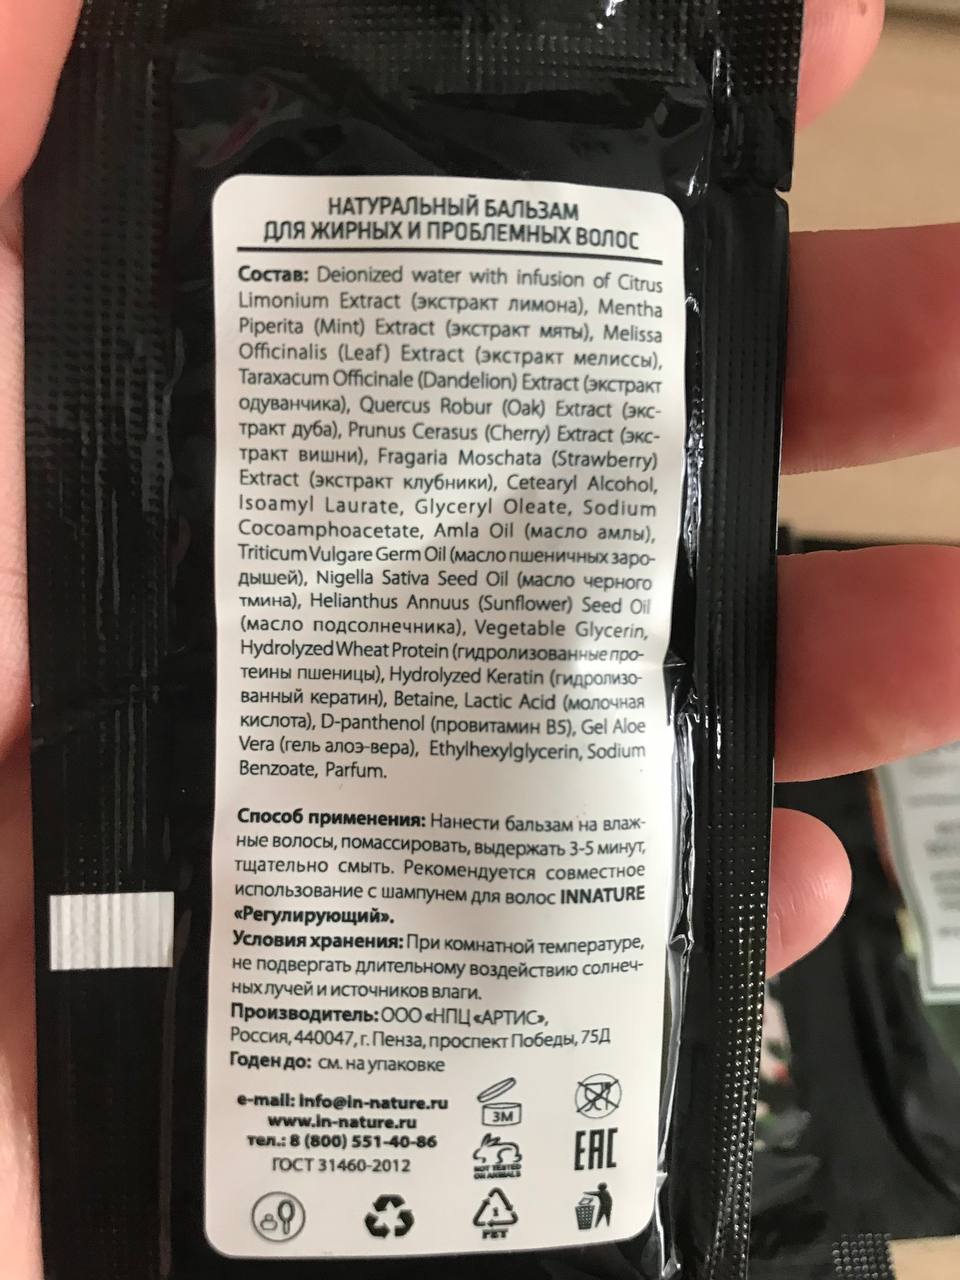 НАТУРАЛЬНЫЙ БАЛЬЗАМ
ДЛЯ ЖИРНЫХ И ПРОБЛЕМНЫХ ВОЛОС
Состав: Deionized water with infusion of Citrus
Limonium Extract (экстракт лимона), Mentha
Piperita (Mint) Extract (экстракт мяты), Melissa
Officinalis (Leaf) Extract (экстракт мелиссы),
Taraxacum Officinale (Dandelion) Extract (экстракт
одуванчика), Quercus Robur (Oak) Extract (экс-
тракт дуба), Prunus Cerasus (Cherry) Extract (экс-
тракт вишни), Fragaria Moschata (Strawberry)
Extract (экстракт клубники), Cetearyl Alcohol,
Isoamyl Laurate, Glyceryl Oleate, Sodium
Cocoamphoacetate, Amla Oil (масло амлы),
Triticum Vulgare Germ Oil (масло пшеничных заро-
дышей), Nigella Sativa Seed Oil (масло черного
тмина), Helianthus Annuus (Sunflower) Seed Oil
(масло подсолнечника), Vegetable Glycerin,
Hydrolyzed Wheat Protein (гидролизованные про-
теины пшеницы), Hydrolyzed Keratin (гидролизо-
ванный кератин), Betaine, Lactic Acid (молочная
кислота), D-panthenol (провитамин B5), Gel Aloe
Vera (гель алоэ-вера), Ethylhexylglycerin, Sodium
Benzoate, Parfum.
Способ применения: Нанести бальзам на влаж-
ные волосы, помассировать, выдержать 3-5 минут,
тщательно смыть. Рекомендуется совместное
использование с шампунем для волос INNATURE
«Регулирующий».
Условия хранения: При комнатной температуре,
не подвергать длительному воздействию солнеч-
ных лучей и источников влаги.
Производитель: ООО «НПЦ «АРТИС»,
Россия, 440047, г. Пенза, проспект Победы, 75Д
Годен до: см. на упаковке
e-mail: info@in-nature.ru
www.in-nature.ru
тел.: 8 (800) 551-40-86
ГОСТ 31460-2012
3М
NOT TESTED
ON ANIMALS
EAC
1
PET